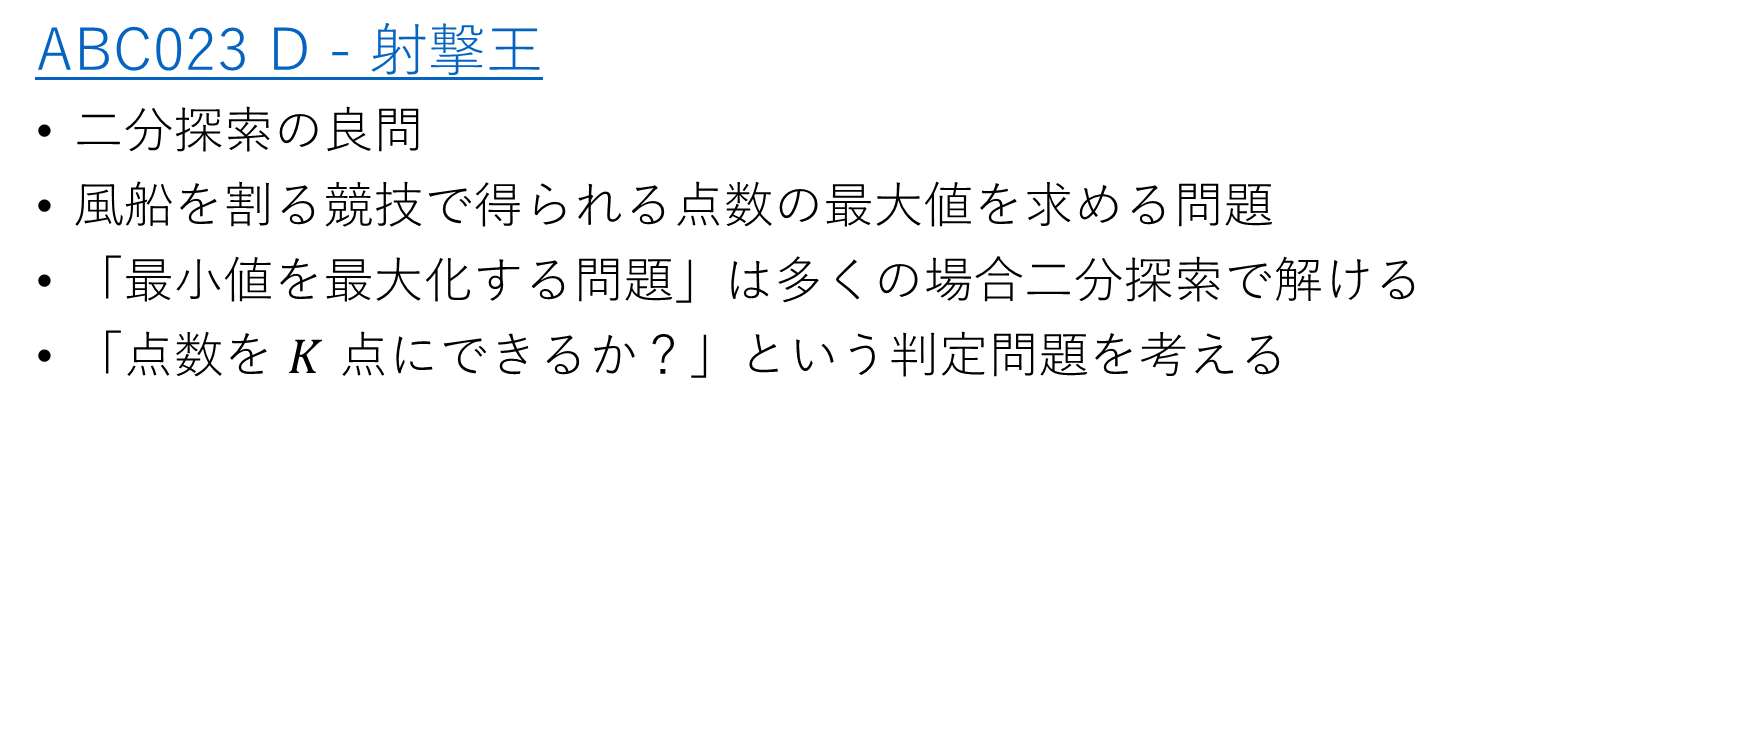 ABC023 D - 射撃王
• 二分探索の良問
• 風船を割る競技で得られる点数の最大値を求める問題
• 「最小値を最大化する問題」は多くの場合二分探索で解ける
• 「点数を K 点にできるか？」という判定問題を考える